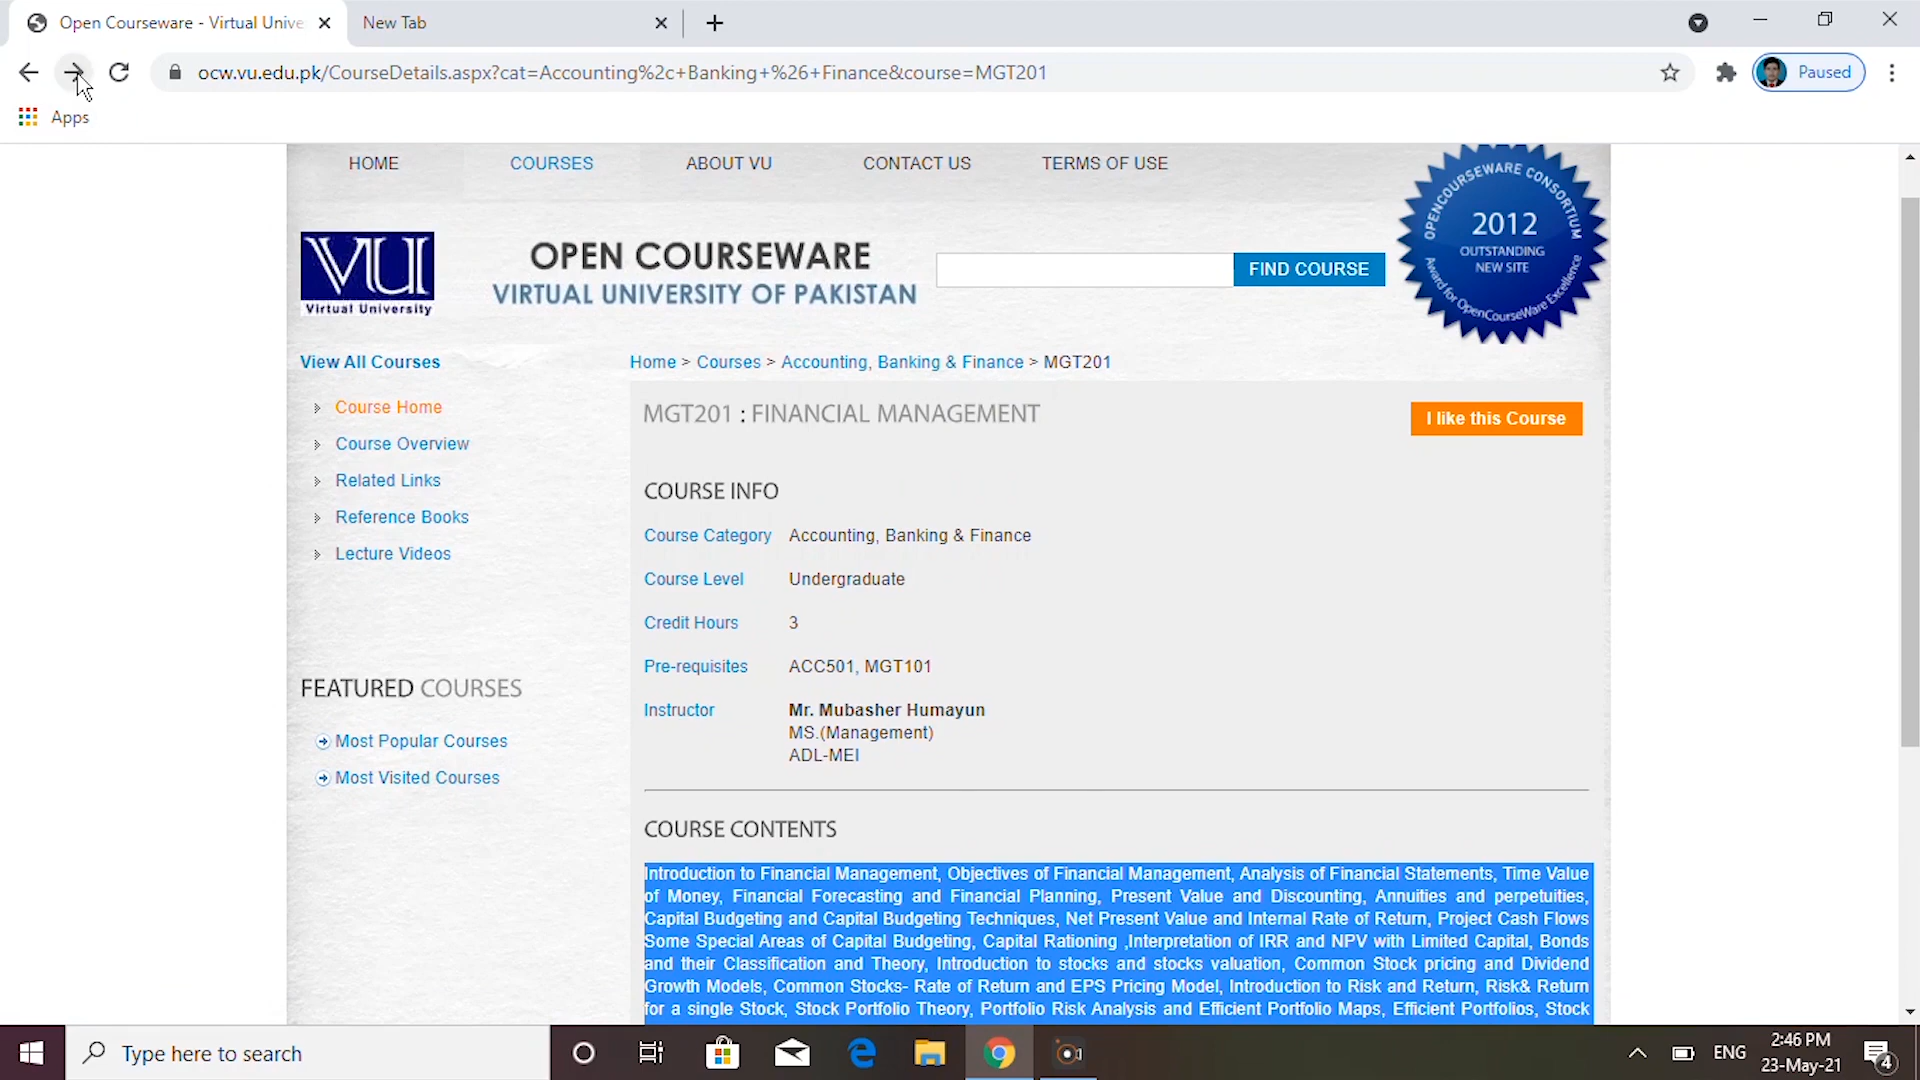 Open Courseware - Virtual Unive
New Tab
ocw.vu.edu.pk/CourseDetails.aspx?cat=Accounting%2c+Banking+%26+Finance&course=MGT201
Paused
Apps
HOME
COURSES
ABOUT VU
CONTACT US
TERMS OF USE
VU
Virtual University
OPEN COURSEWARE
VIRTUAL UNIVERSITY OF PAKISTAN
FIND COURSE
OPENCOURSEWARE CONSORTIUM
2012
OUTSTANDING
NEW SITE
Award for OpenCourseWare Excellence
View All Courses
Course Home
Course Overview
Related Links
Reference Books
Lecture Videos
FEATURED COURSES
Most Popular Courses
Most Visited Courses
Home > Courses > Accounting, Banking & Finance > MGT201
MGT201 : FINANCIAL MANAGEMENT
I like this Course
COURSE INFO
Course Category Accounting, Banking & Finance
Course Level Undergraduate
Credit Hours 3
Pre-requisites ACC501, MGT101
Instructor Mr. Mubasher Humayun
MS.(Management)
ADL-MEI
COURSE CONTENTS
Introduction to Financial Management, Objectives of Financial Management, Analysis of Financial Statements, Time Value
of Money, Financial Forecasting and Financial Planning, Present Value and Discounting, Annuities and perpetuities,
Capital Budgeting and Capital Budgeting Techniques, Net Present Value and Internal Rate of Return, Project Cash Flows
Some Special Areas of Capital Budgeting, Capital Rationing ,Interpretation of IRR and NPV with Limited Capital, Bonds
and their Classification and Theory, Introduction to stocks and stocks valuation, Common Stock pricing and Dividend
Growth Models, Common Stocks- Rate of Return and EPS Pricing Model, Introduction to Risk and Return, Risk& Return
for a single Stock, Stock Portfolio Theory, Portfolio Risk Analysis and Efficient Portfolio Maps, Efficient Portfolios, Stock
Type here to search
ENG
2:46 PM
23-May-21
4